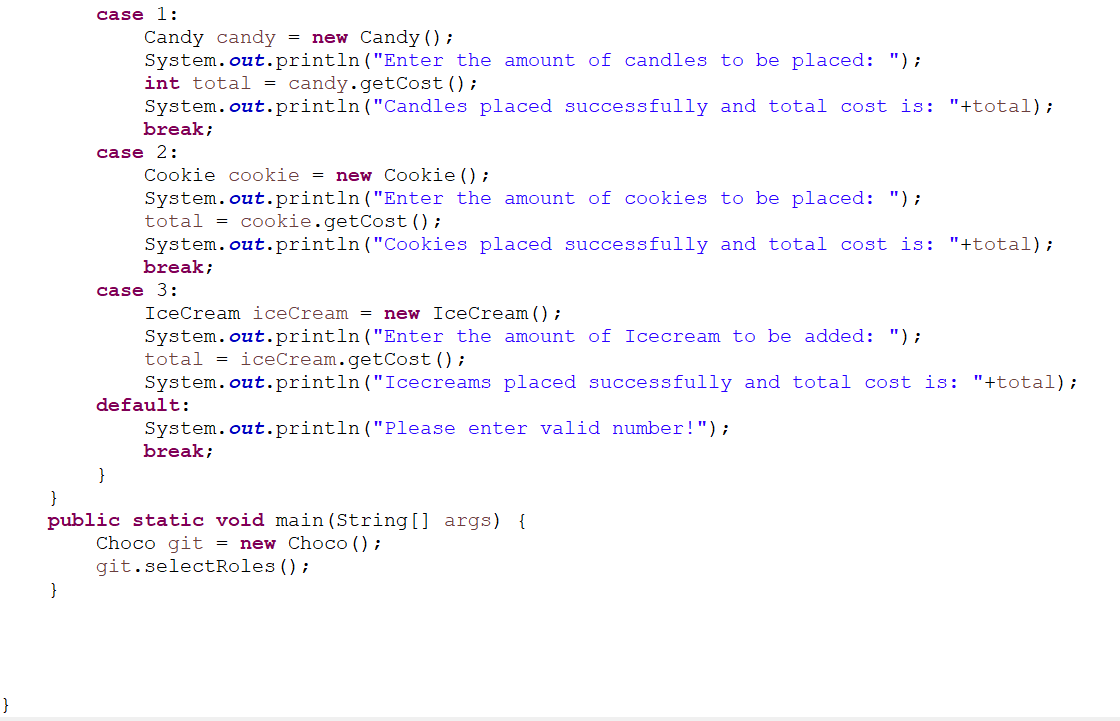 case 1:
Candy candy = new Candy();
System.out.println("Enter the amount of candles to be placed: ");
int total = candy.getCost();
System.out.println("Candles placed successfully and total cost is: "+total);
break;
case 2:
Cookie cookie = new Cookie();
System.out.println("Enter the amount of cookies to be placed: ");
total = cookie.getCost();
System.out.println("Cookies placed successfully and total cost is: "+total);
break;
case 3:
IceCream iceCream = new IceCream();
System.out.println("Enter the amount of Icecream to be added: ");
total = iceCream.getCost();
System.out.println("Icecreams placed successfully and total cost is: "+total);
default:
System.out.println("Please enter valid number!");
break;
}
}
public static void main(String[] args) {
Choco git = new Choco();
git.selectRoles();
}
}